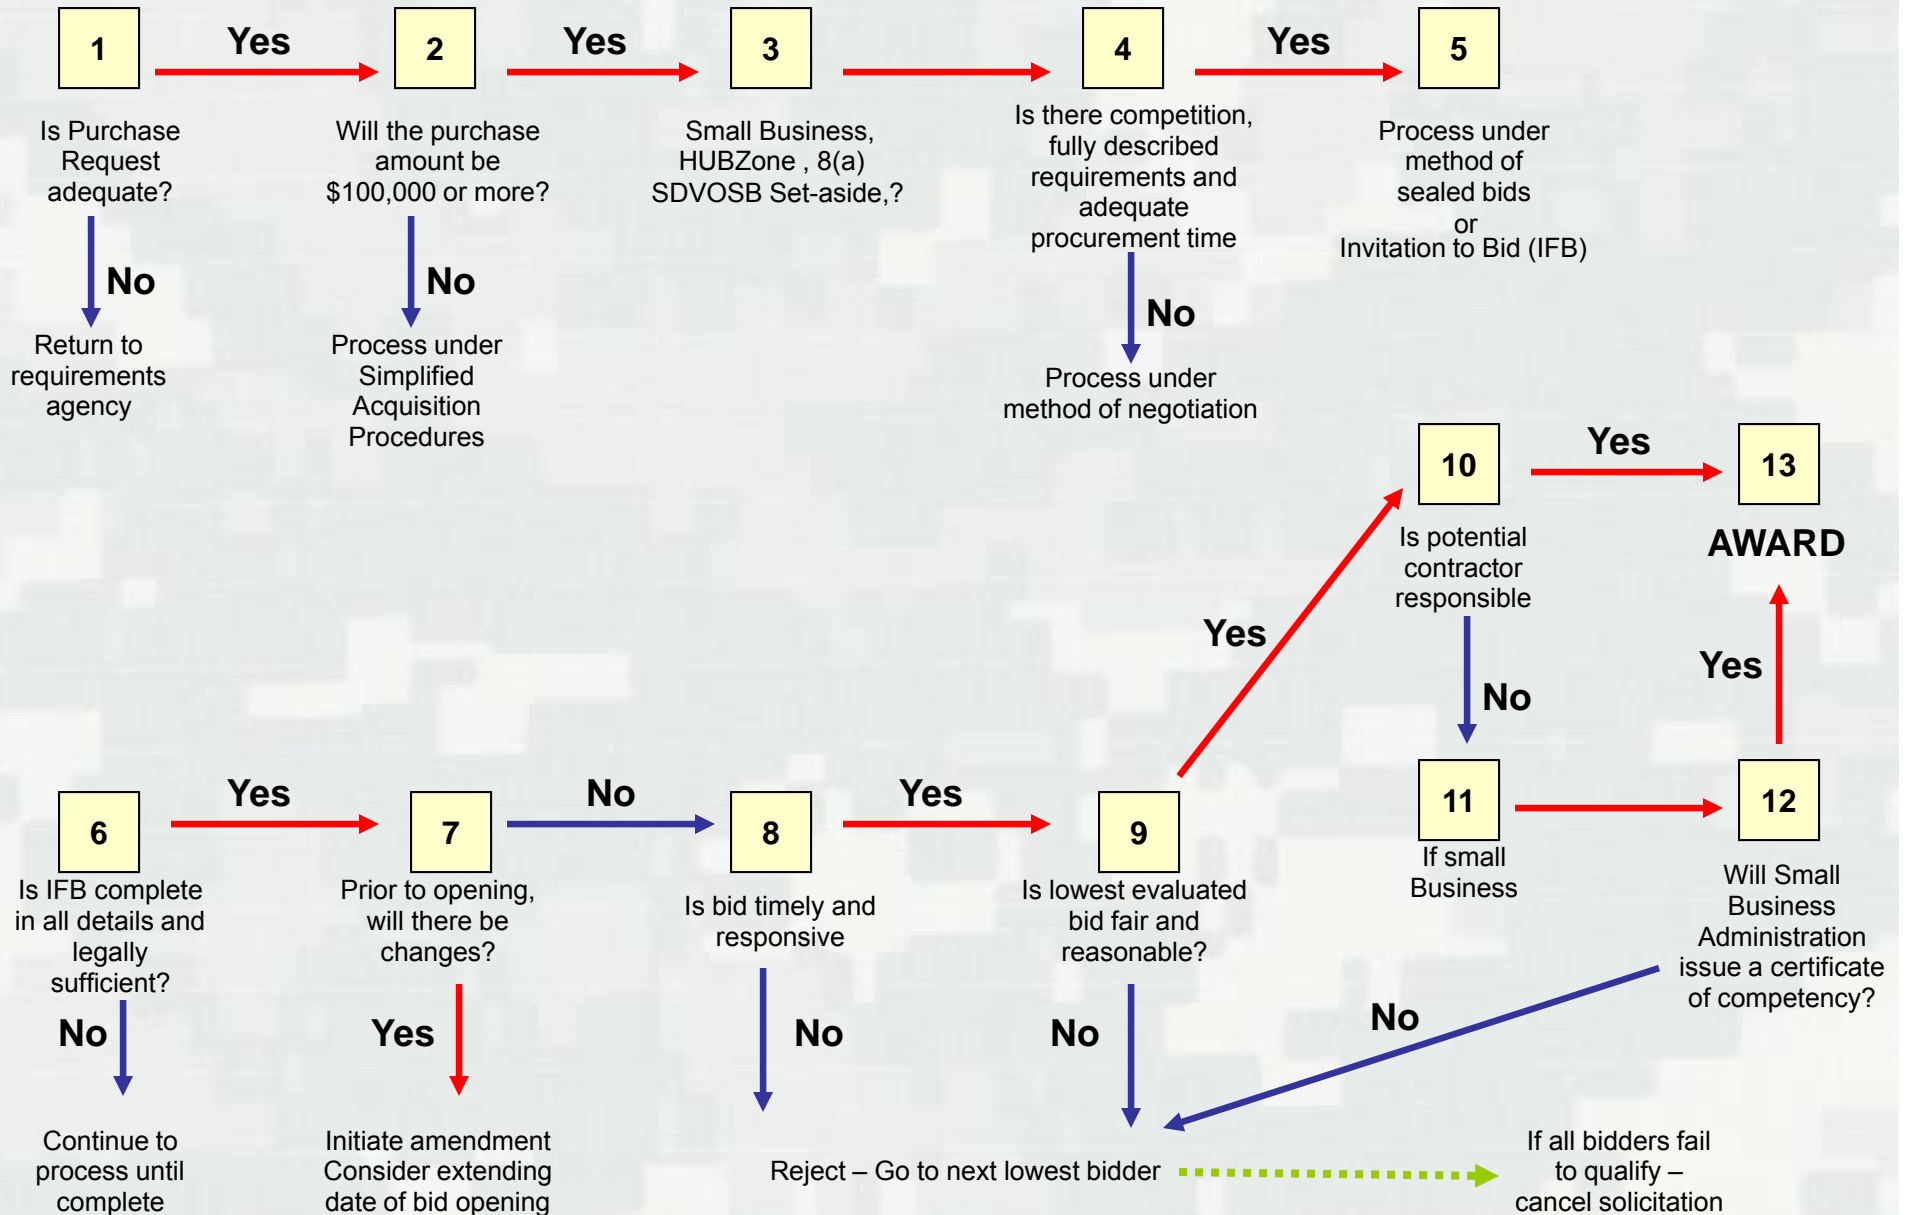 1
Yes
2
Yes
3
4
Yes
5
Is Purchase
Request
adequate?
Will the purchase
amount be
$100,000 or more?
Small Business,
HUBZone , 8(a)
SDVOSB Set-aside,?
Is there competition,
fully described
requirements and
adequate
procurement time
Process under
method of
sealed bids
or
Invitation to Bid (IFB)
No
Return to
requirements
agency
No
Process under
Simplified
Acquisition
Procedures
No
Process under
method of negotiation
10
Yes
13
Is potential
contractor
responsible
AWARD
Yes
No
Yes
6
Yes
7
No
8
Yes
9
11
12
Is IFB complete
in all details and
legally
sufficient?
Prior to opening,
will there be
changes?
Is bid timely and
responsive
Is lowest evaluated
bid fair and
reasonable?
If small
Business
Will Small
Business
Administration
issue a certificate
of competency?
No
Yes
No
No
No
Continue to
process until
complete
Initiate amendment
Consider extending
date of bid opening
Reject – Go to next lowest bidder
If all bidders fail
to qualify –
cancel solicitation